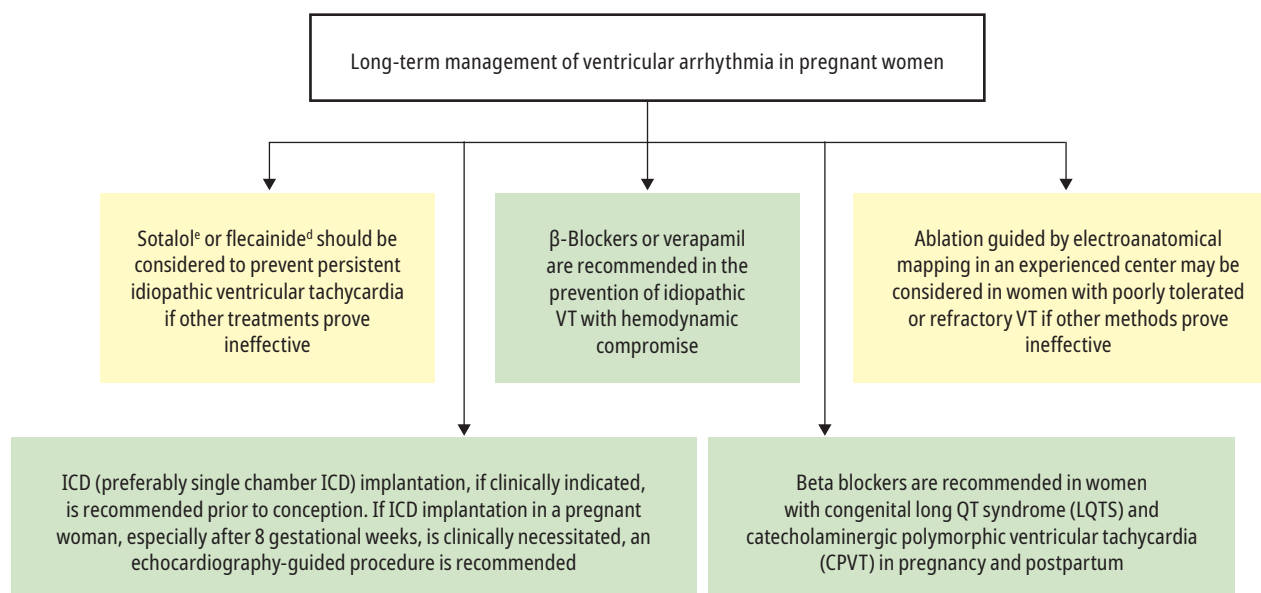 Long-term management of ventricular arrhythmia in pregnant women
Sotalolᵉ or flecainideᵈ should be
considered to prevent persistent
idiopathic ventricular tachycardia
if other treatments prove
ineffective
β-Blockers or verapamil
are recommended in the
prevention of idiopathic
VT with hemodynamic
compromise
Ablation guided by electroanatomical
mapping in an experienced center may be
considered in women with poorly tolerated
or refractory VT if other methods prove
ineffective
ICD (preferably single chamber ICD) implantation, if clinically indicated,
is recommended prior to conception. If ICD implantation in a pregnant
woman, especially after 8 gestational weeks, is clinically necessitated, an
echocardiography-guided procedure is recommended
Beta blockers are recommended in women
with congenital long QT syndrome (LQTS) and
catecholaminergic polymorphic ventricular tachycardia
(CPVT) in pregnancy and postpartum